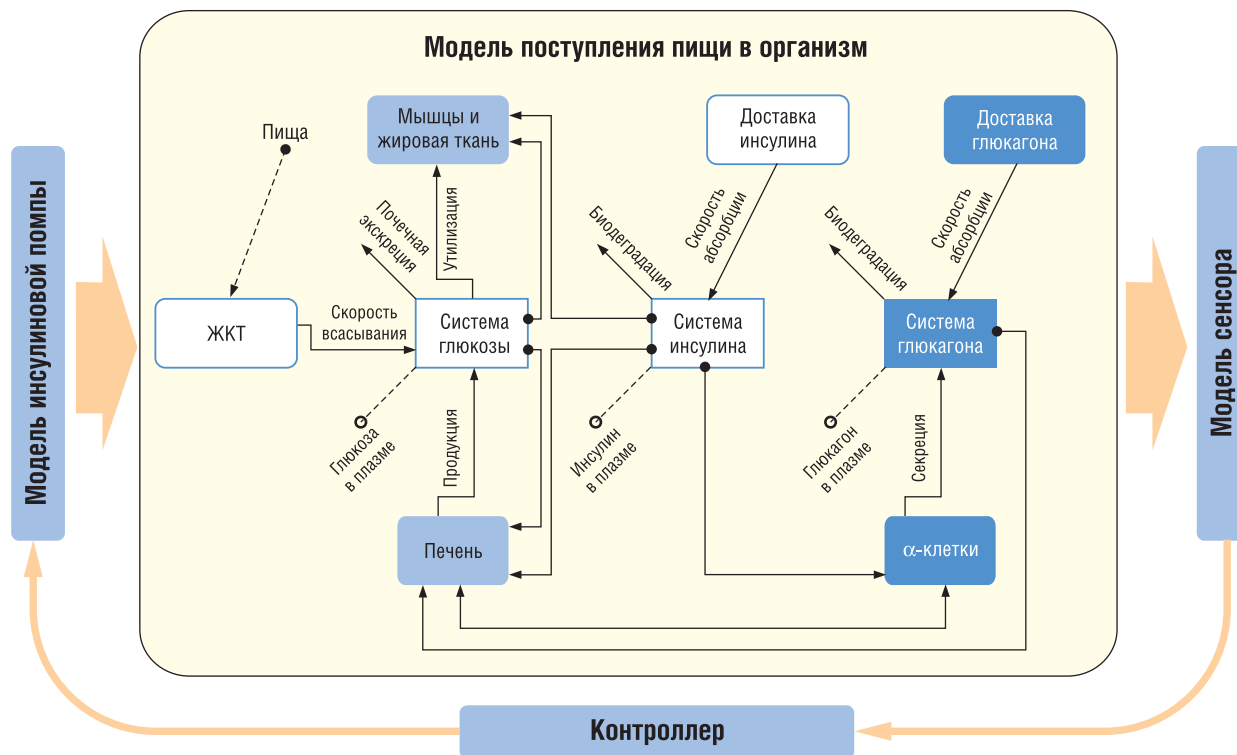 Модель поступления пищи в организм
Пища
Мышцы и
жировая ткань
Доставка
инсулина
Доставка
глюкагона
Почечная
экскреция
Утилизация
Биодеградация
Скорость
абсорбции
Биодеградация
Скорость
абсорбции
ЖКТ
Скорость
всасывания
Система
глюкозы
Система
инсулина
Система
глюкагона
Глюкоза
в плазме
Продукция
Инсулин
в плазме
Глюкагон
в плазме
Секреция
Печень
α-клетки
Модель инсулиновой помпы
Модель сенсора
Контроллер